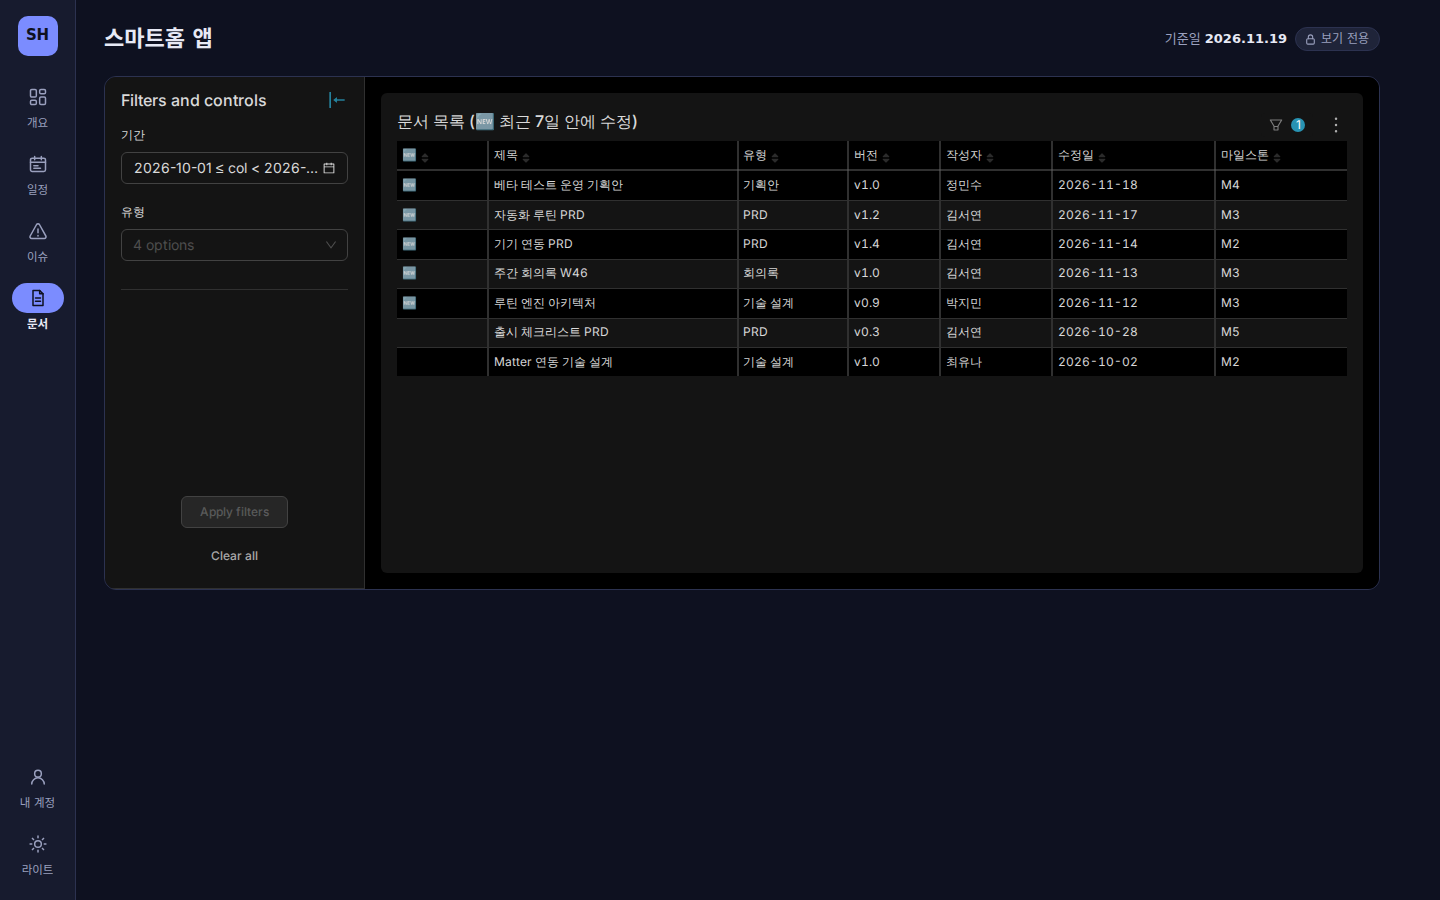 SH
개요
일정
이슈
문서
내 계정
라이트
스마트홈 앱
기준일 2026.11.19 보기 전용
Filters and controls
기간
2026-10-01 ≤ col < 2026-...
유형
4 options
Apply filters
Clear all
문서 목록 (🆕 최근 7일 안에 수정)
1
🆕 제목 유형 버전 작성자 수정일 마일스톤
🆕 베타 테스트 운영 기획안 기획안 v1.0 정민수 2026-11-18 M4
🆕 자동화 루틴 PRD PRD v1.2 김서연 2026-11-17 M3
🆕 기기 연동 PRD PRD v1.4 김서연 2026-11-14 M2
🆕 주간 회의록 W46 회의록 v1.0 김서연 2026-11-13 M3
🆕 루틴 엔진 아키텍처 기술 설계 v0.9 박지민 2026-11-12 M3
출시 체크리스트 PRD PRD v0.3 김서연 2026-10-28 M5
Matter 연동 기술 설계 기술 설계 v1.0 최유나 2026-10-02 M2